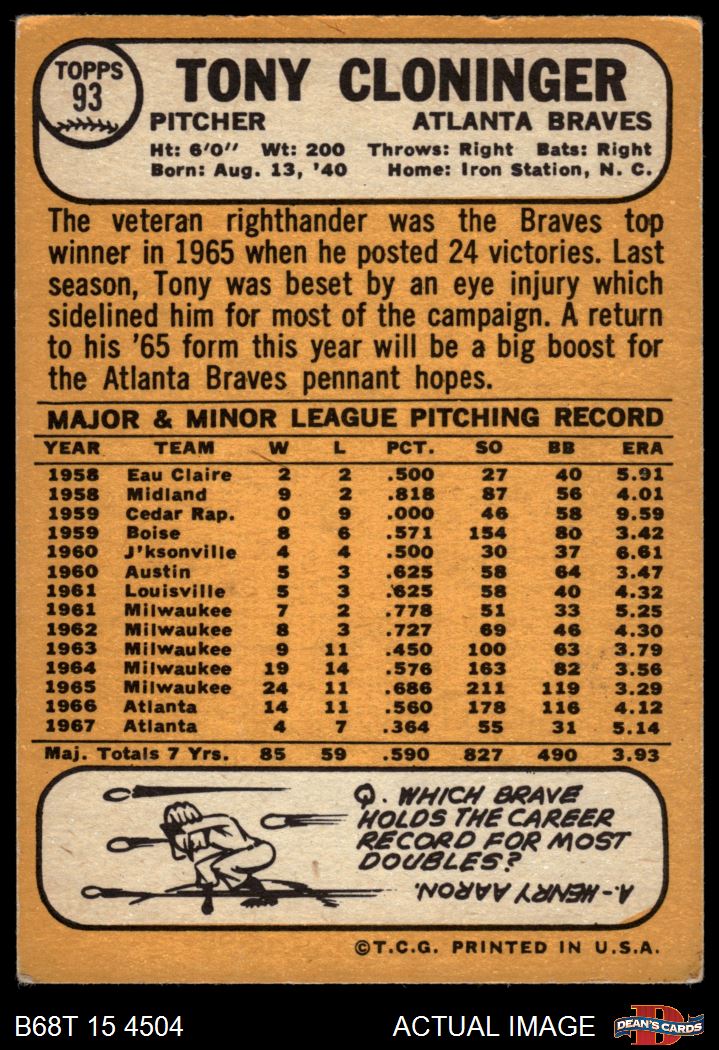 TOPPS
93
TONY CLONINGER
PITCHER ATLANTA BRAVES
Ht: 6'0" Wt: 200 Throws: Right Bats: Right
Born: Aug. 13, '40 Home: Iron Station, N. C.
The veteran righthander was the Braves top
winner in 1965 when he posted 24 victories. Last
season, Tony was beset by an eye injury which
sidelined him for most of the campaign. A return
to his '65 form this year will be a big boost for
the Atlanta Braves pennant hopes.
MAJOR & MINOR LEAGUE PITCHING RECORD
YEAR TEAM W L PCT. SO BB ERA
1958 Eau Claire 2 2 .500 27 40 5.91
1958 Midland 9 2 .818 87 56 4.01
1959 Cedar Rap. 0 9 .000 46 58 9.59
1959 Boise 8 6 .571 154 80 3.42
1960 J'ksonville 4 4 .500 30 37 6.61
1960 Austin 5 3 .625 58 64 3.47
1961 Louisville 5 3 .625 58 40 4.32
1961 Milwaukee 7 2 .778 51 33 5.25
1962 Milwaukee 8 3 .727 69 46 4.30
1963 Milwaukee 9 11 .450 100 63 3.79
1964 Milwaukee 19 14 .576 163 82 3.56
1965 Milwaukee 24 11 .686 211 119 3.29
1966 Atlanta 14 11 .560 178 116 4.12
1967 Atlanta 4 7 .364 55 31 5.14
Maj. Totals 7 Yrs. 85 59 .590 827 490 3.93
Q. WHICH BRAVE
HOLDS THE CAREER
RECORD FOR MOST
DOUBLES?
A-HENRY AARON.
©T.C.G. PRINTED IN U.S.A.
B68T 15 4504 ACTUAL IMAGE DEAN'S CARDS